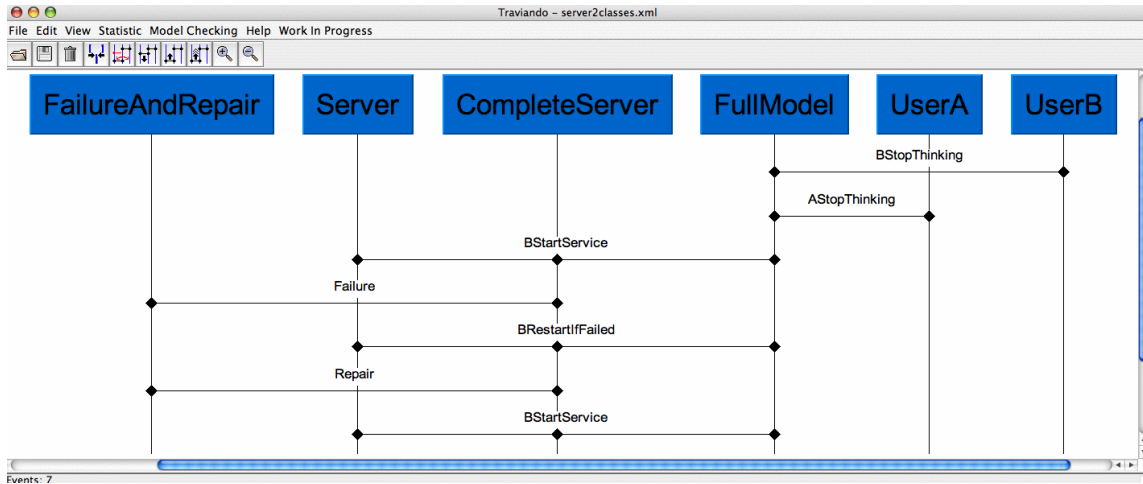 Traviando – server2classes.xml
File Edit View Statistic Model Checking Help Work In Progress
FailureAndRepair Server CompleteServer FullModel UserA UserB
BStopThinking
AStopThinking
BStartService
Failure
BRestartIfFailed
Repair
BStartService
Events: 7